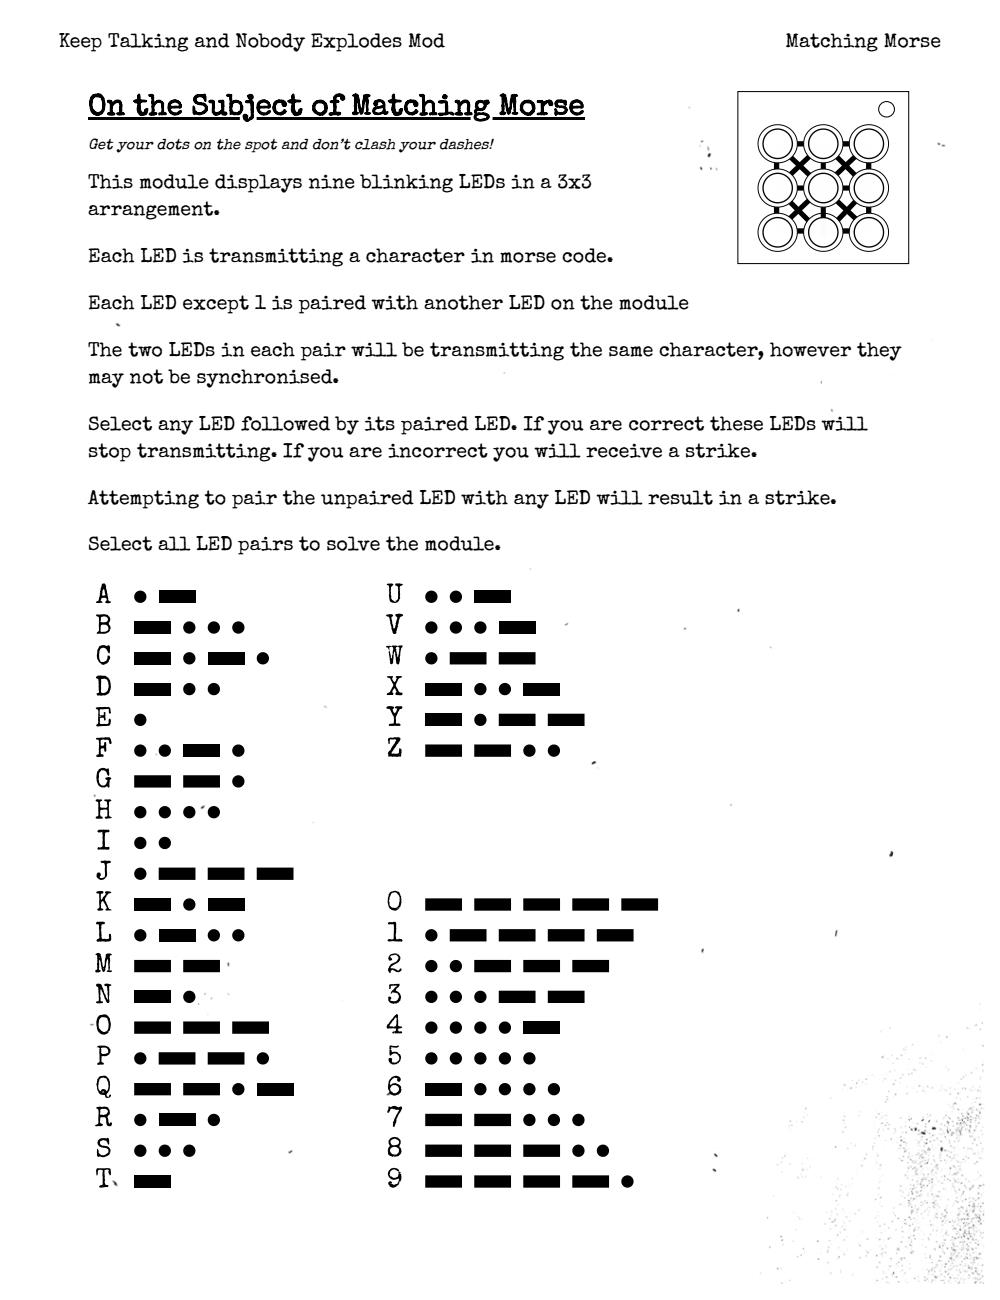 Keep Talking and Nobody Explodes Mod
Matching Morse
On the Subject of Matching Morse
Get your dots on the spot and don't clash your dashes!
This module displays nine blinking LEDs in a 3x3
arrangement.
Each LED is transmitting a character in morse code.
Each LED except 1 is paired with another LED on the module
The two LEDs in each pair will be transmitting the same character, however they
may not be synchronised.
Select any LED followed by its paired LED. If you are correct these LEDs will
stop transmitting. If you are incorrect you will receive a strike.
Attempting to pair the unpaired LED with any LED will result in a strike.
Select all LED pairs to solve the module.
A
B
C
D
E
F
G
H
I
J
K
L
M
N
O
P
Q
R
S
T
U
V
W
X
Y
Z
0
1
2
3
4
5
6
7
8
9